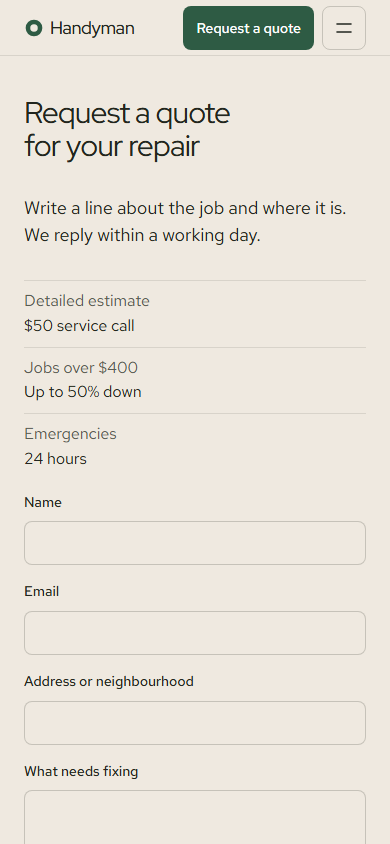 Handyman
Request a quote
Request a quote
for your repair
Write a line about the job and where it is.
We reply within a working day.
Detailed estimate
$50 service call
Jobs over $400
Up to 50% down
Emergencies
24 hours
Name
Email
Address or neighbourhood
What needs fixing